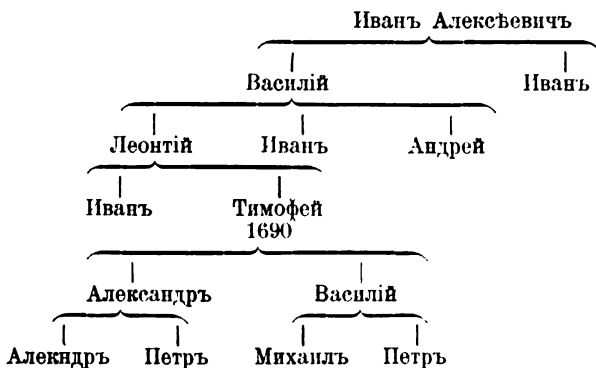 Иванъ Алексѣевичъ
Василій Иванъ
Леонтій Иванъ Андрей
Иванъ Тимофей
1690
Александръ Василій
Алекндръ Петръ Михаилъ Петръ